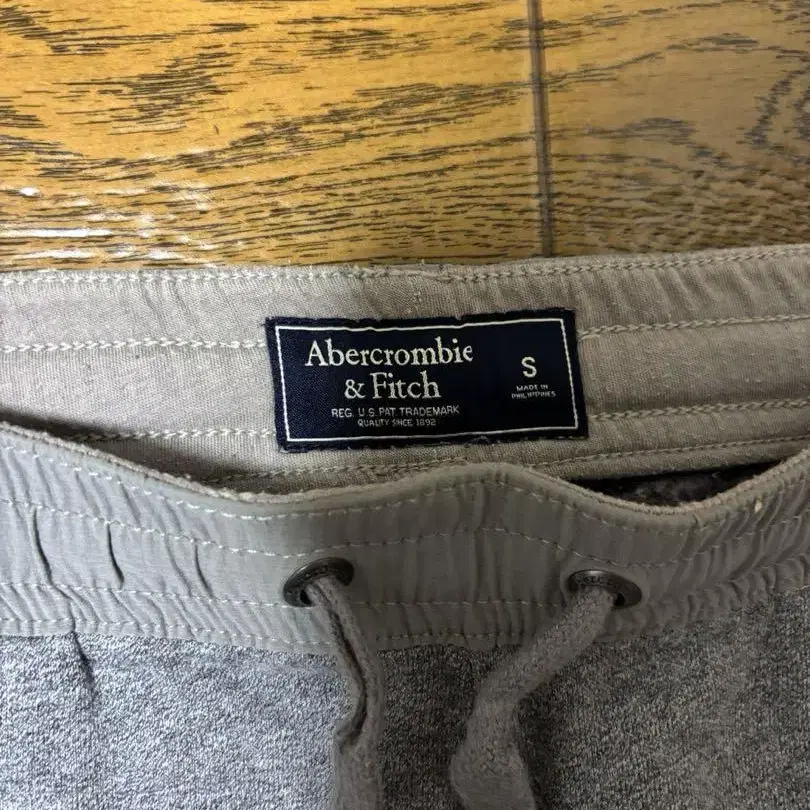 Abercrombie
& Fitch
REG. U.S. PAT. TRADEMARK
QUALITY SINCE 1892
S
MADE IN
PHILIPPINES